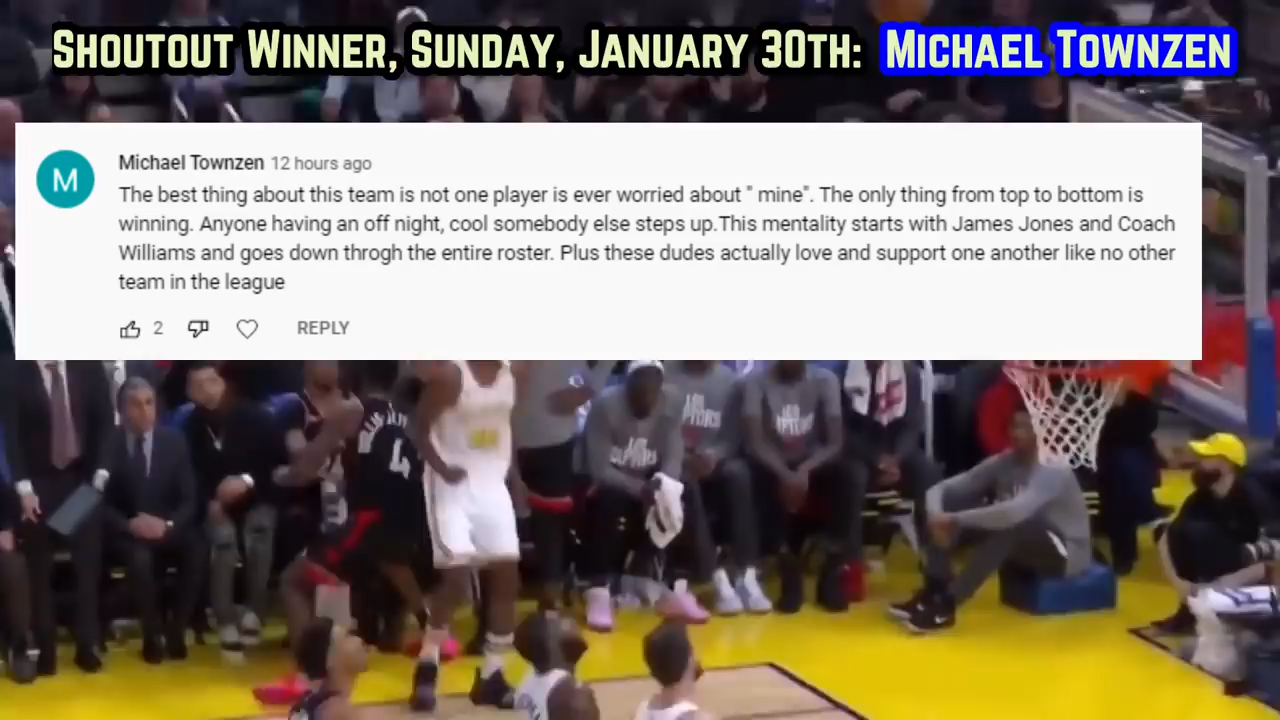 Shoutout Winner, Sunday, January 30th: Michael Townzen
M
Michael Townzen 12 hours ago
The best thing about this team is not one player is ever worried about " mine". The only thing from top to bottom is
winning. Anyone having an off night, cool somebody else steps up.This mentality starts with James Jones and Coach
Williams and goes down throgh the entire roster. Plus these dudes actually love and support one another like no other
team in the league
2 REPLY
4